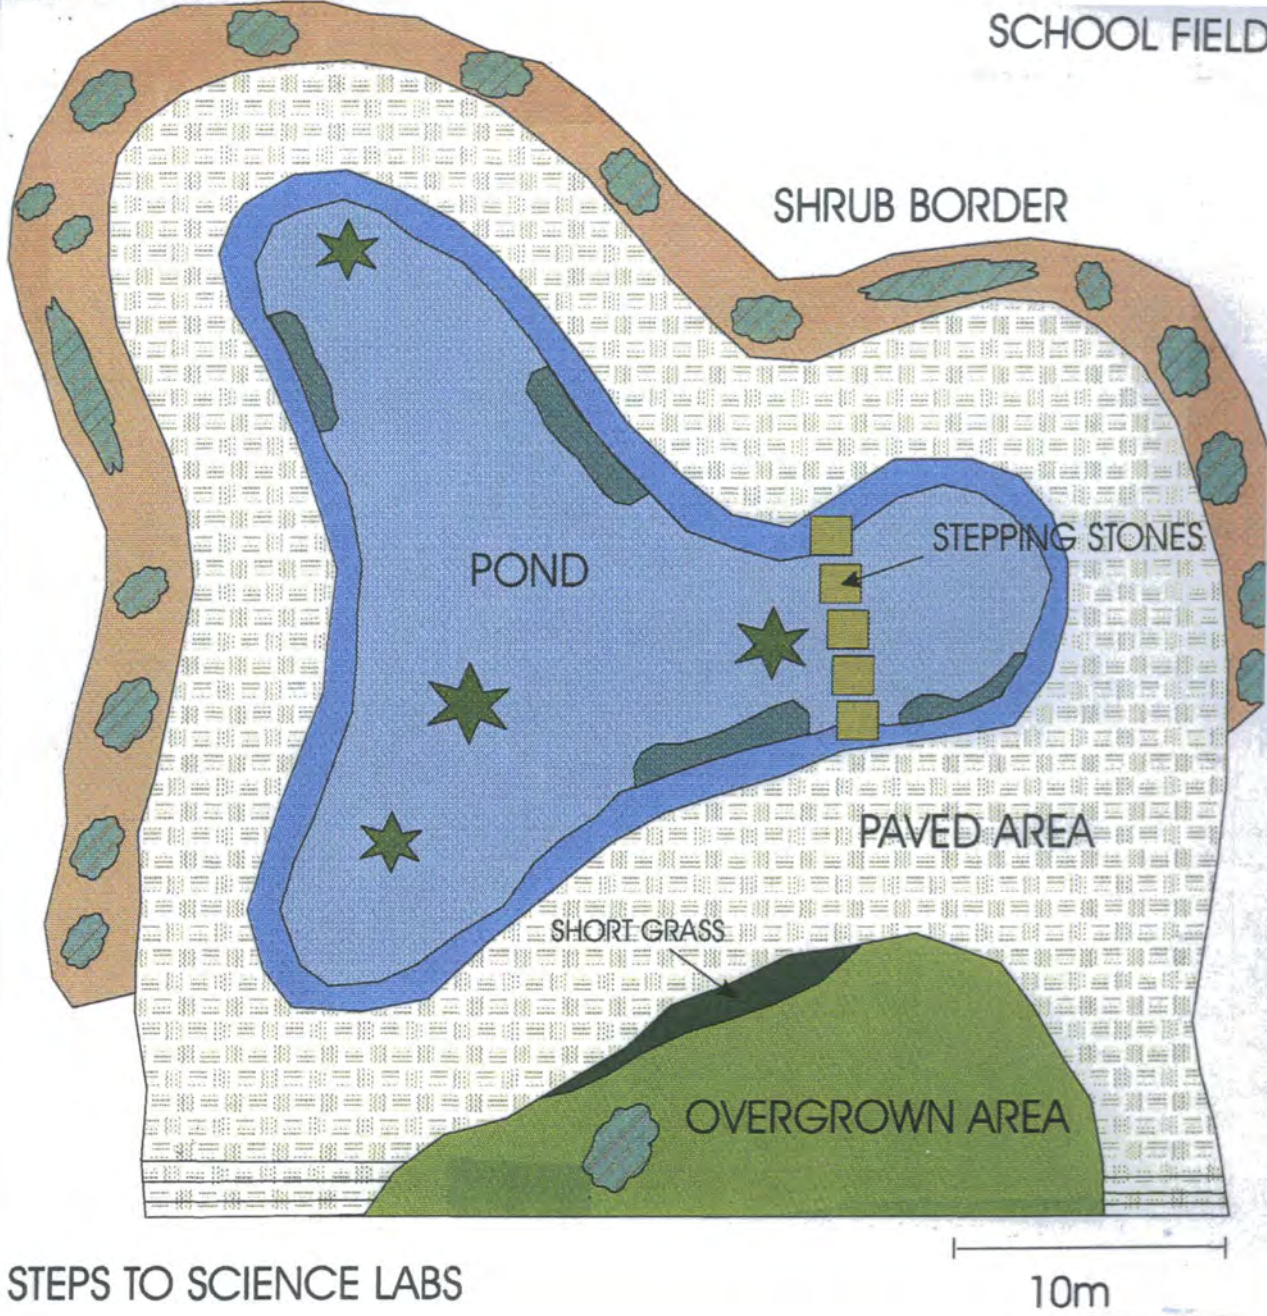 SCHOOL FIELD
SHRUB BORDER
STEPPING STONES
POND
PAVED AREA
SHORT GRASS
OVERGROWN AREA
STEPS TO SCIENCE LABS
10m